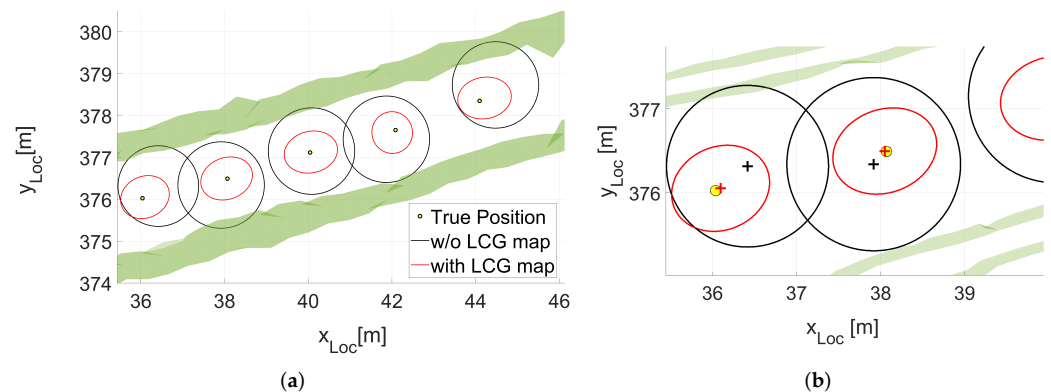 380
379
378
377
376
375
374
y_Loc[m]
36
38
40
42
44
46
x_Loc[m]
True Position
w/o LCG map
with LCG map
(a)
377
376
y_Loc[m]
36
37
38
39
x_Loc [m]
(b)